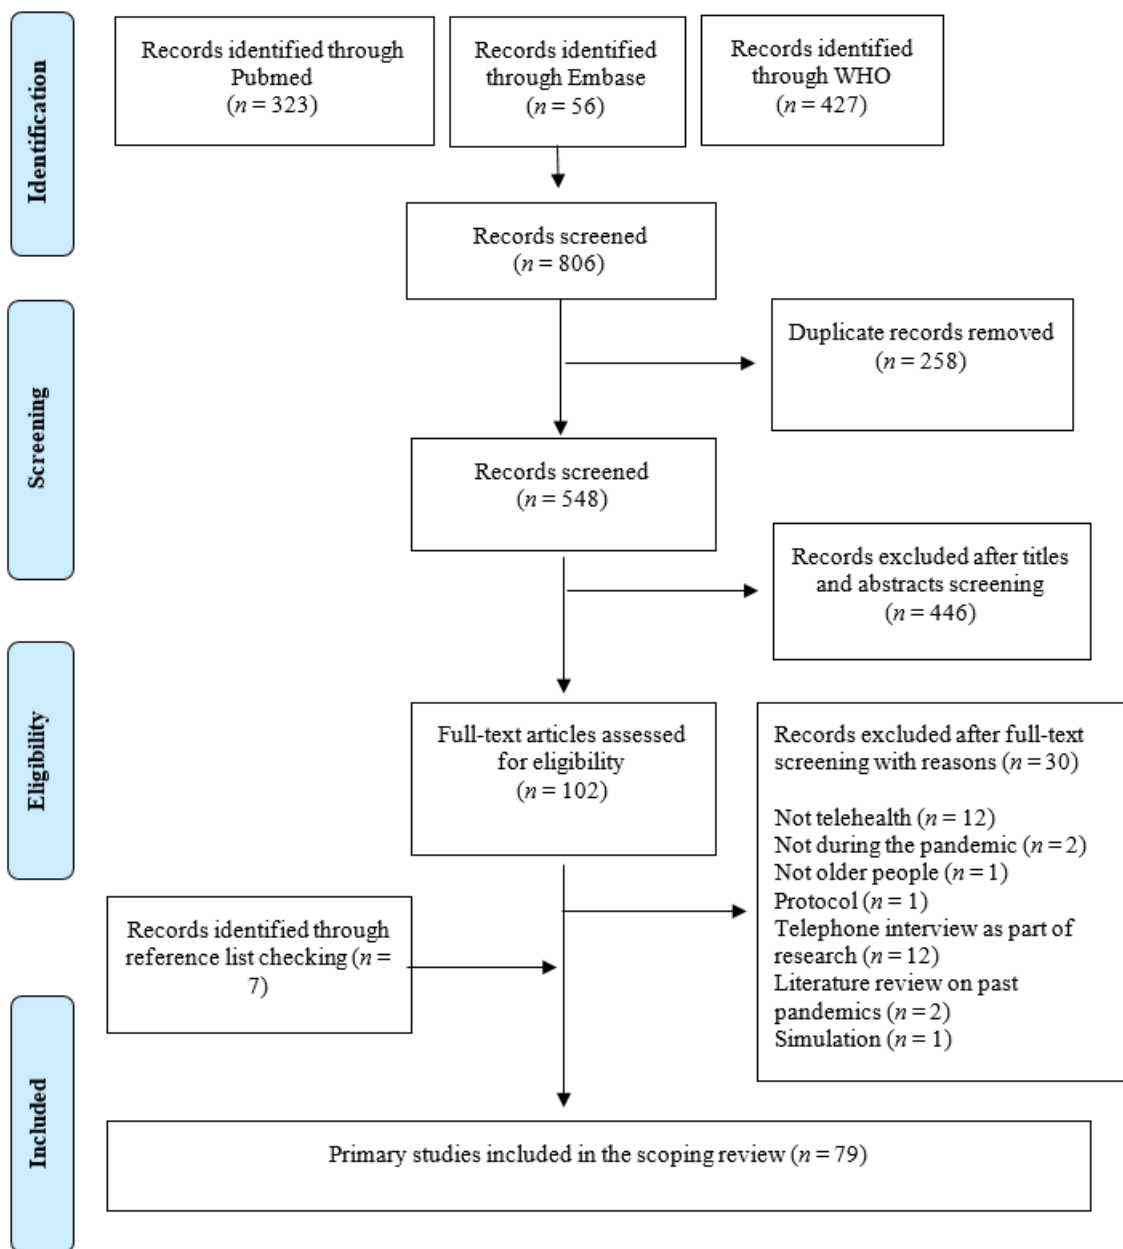 Identification
Records identified through
Pubmed
(n = 323)
Records identified
through Embase
(n = 56)
Records identified
through WHO
(n = 427)
Records screened
(n = 806)
Screening
Duplicate records removed
(n = 258)
Records screened
(n = 548)
Records excluded after titles
and abstracts screening
(n = 446)
Eligibility
Full-text articles assessed
for eligibility
(n = 102)
Records excluded after full-text
screening with reasons (n = 30)
Not telehealth (n = 12)
Not during the pandemic (n = 2)
Not older people (n = 1)
Protocol (n = 1)
Telephone interview as part of
research (n = 12)
Literature review on past
pandemics (n = 2)
Simulation (n = 1)
Records identified through
reference list checking (n =
7)
Included
Primary studies included in the scoping review (n = 79)